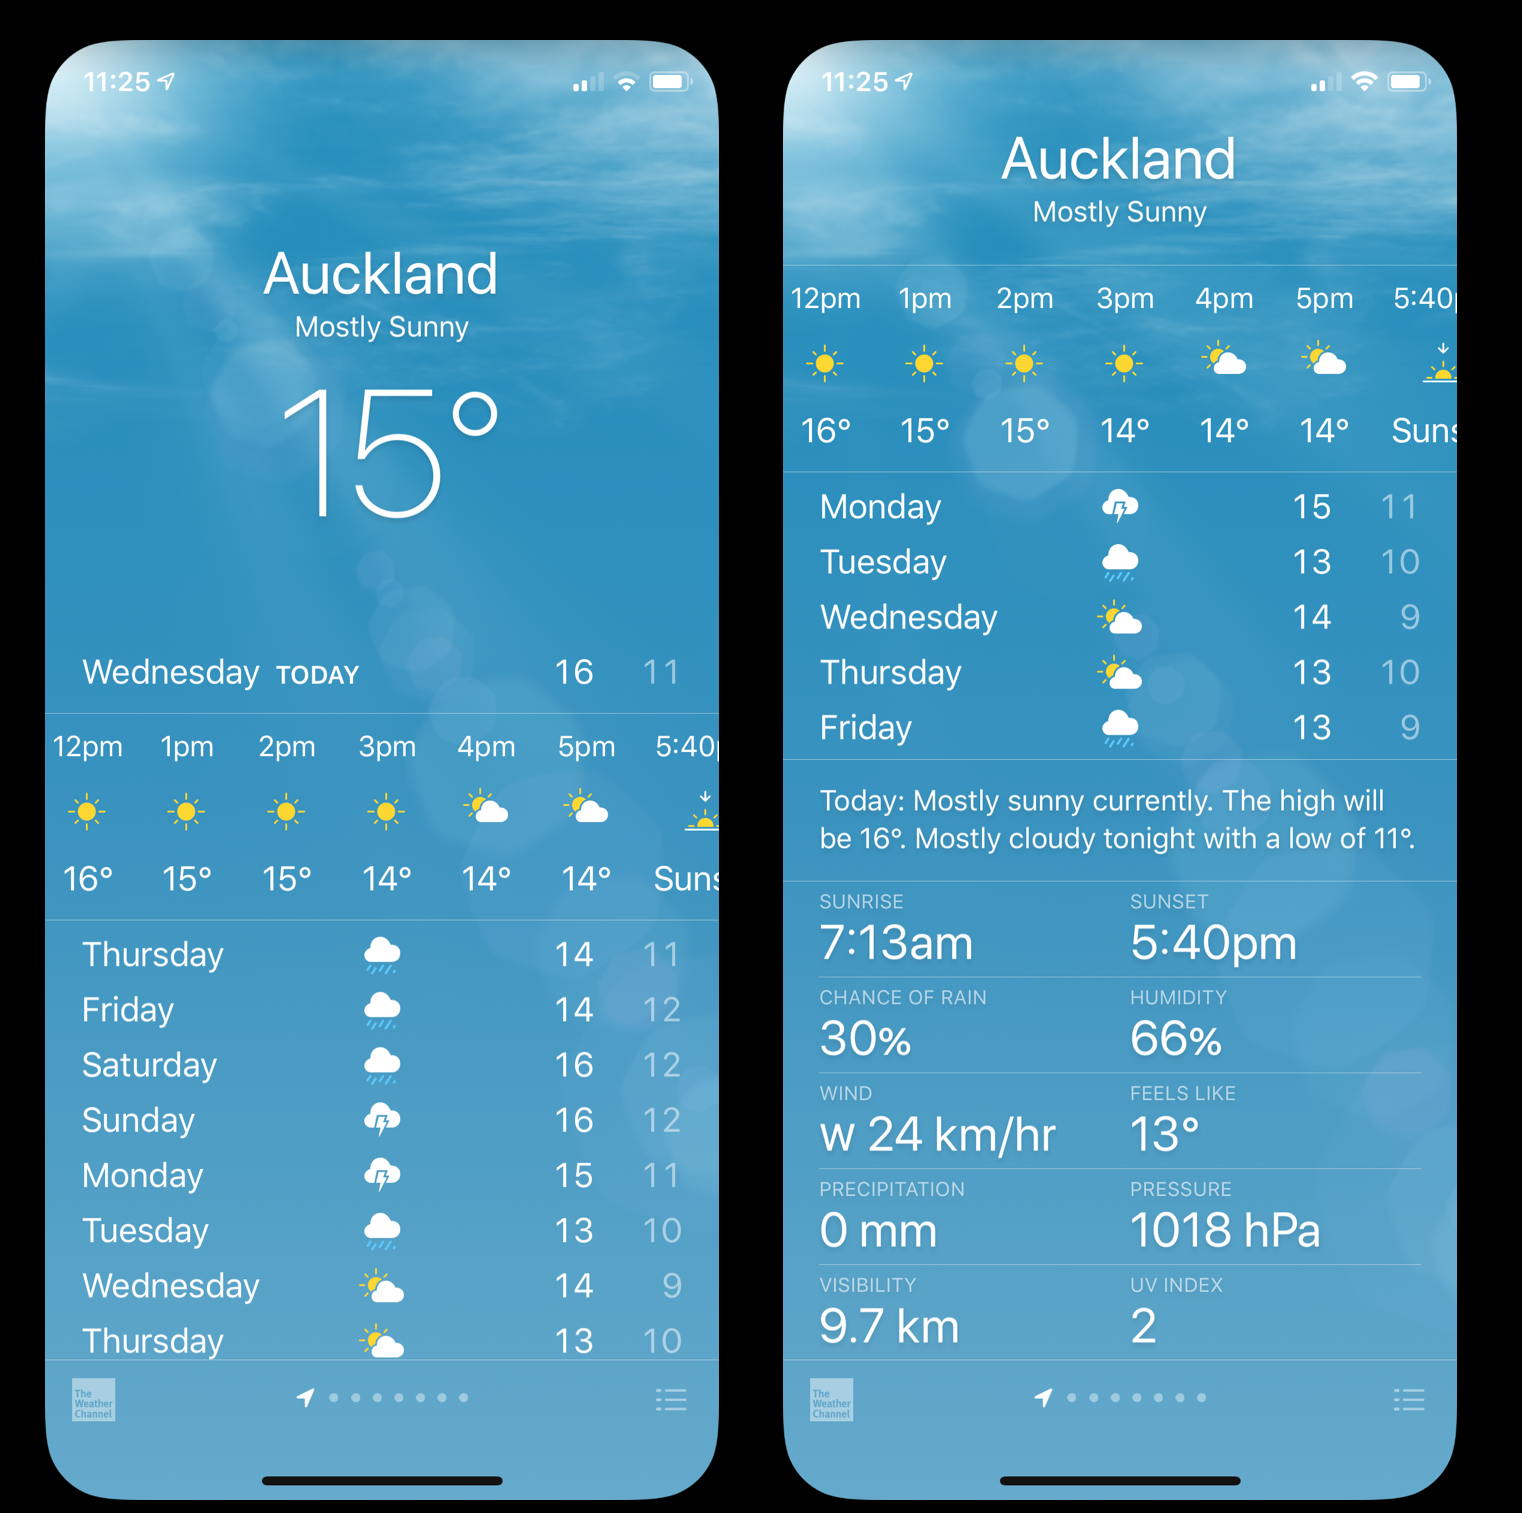 11:25
Auckland
Mostly Sunny
15°
Wednesday TODAY 16 11
12pm 1pm 2pm 3pm 4pm 5pm 5:40p
16° 15° 15° 14° 14° 14° Suns
Thursday 14 11
Friday 14 12
Saturday 16 12
Sunday 16 12
Monday 15 11
Tuesday 13 10
Wednesday 14 9
Thursday 13 10
The
Weather
Channel
11:25
Auckland
Mostly Sunny
12pm 1pm 2pm 3pm 4pm 5pm 5:40p
16° 15° 15° 14° 14° 14° Suns
Monday 15 11
Tuesday 13 10
Wednesday 14 9
Thursday 13 10
Friday 13 9
Today: Mostly sunny currently. The high will
be 16°. Mostly cloudy tonight with a low of 11°.
SUNRISE SUNSET
7:13am 5:40pm
CHANCE OF RAIN HUMIDITY
30% 66%
WIND FEELS LIKE
w 24 km/hr 13°
PRECIPITATION PRESSURE
0 mm 1018 hPa
VISIBILITY UV INDEX
9.7 km 2
The
Weather
Channel